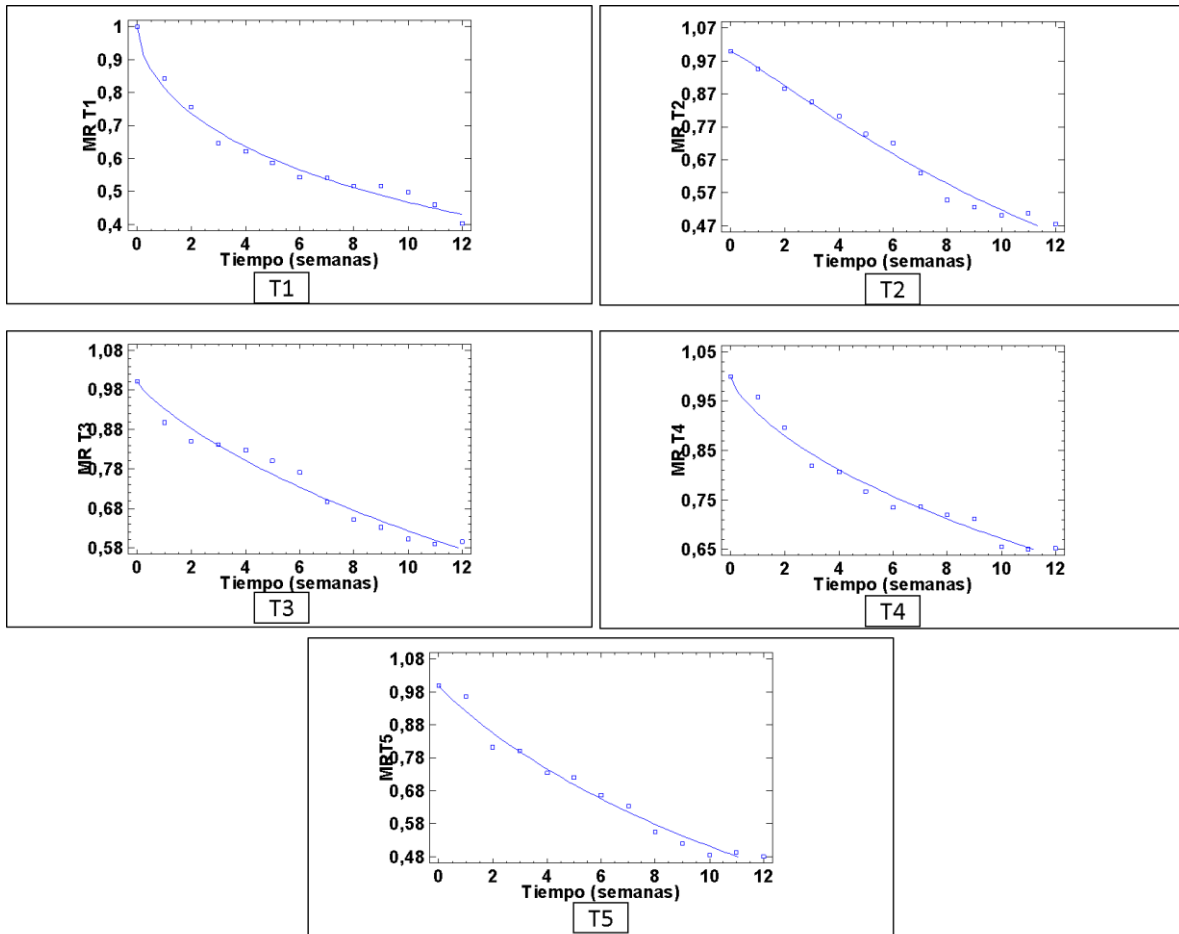 1
0,9
0,8
0,7
0,6
0,5
0,4
MR T1
0 2 4 6 8 10 12
Tiempo (semanas)
T1
1,07
0,97
0,87
0,77
0,67
0,57
0,47
MR T2
0 2 4 6 8 10 12
Tiempo (semanas)
T2
1,08
0,98
0,88
0,78
0,68
0,58
MR T3
0 2 4 6 8 10 12
Tiempo (semanas)
T3
1,05
0,95
0,85
0,75
0,65
MR T4
0 2 4 6 8 10 12
Tiempo (semanas)
T4
1,08
0,98
0,88
0,78
0,68
0,58
0,48
MRT5
0 2 4 6 8 10 12
Tiempo (semanas)
T5